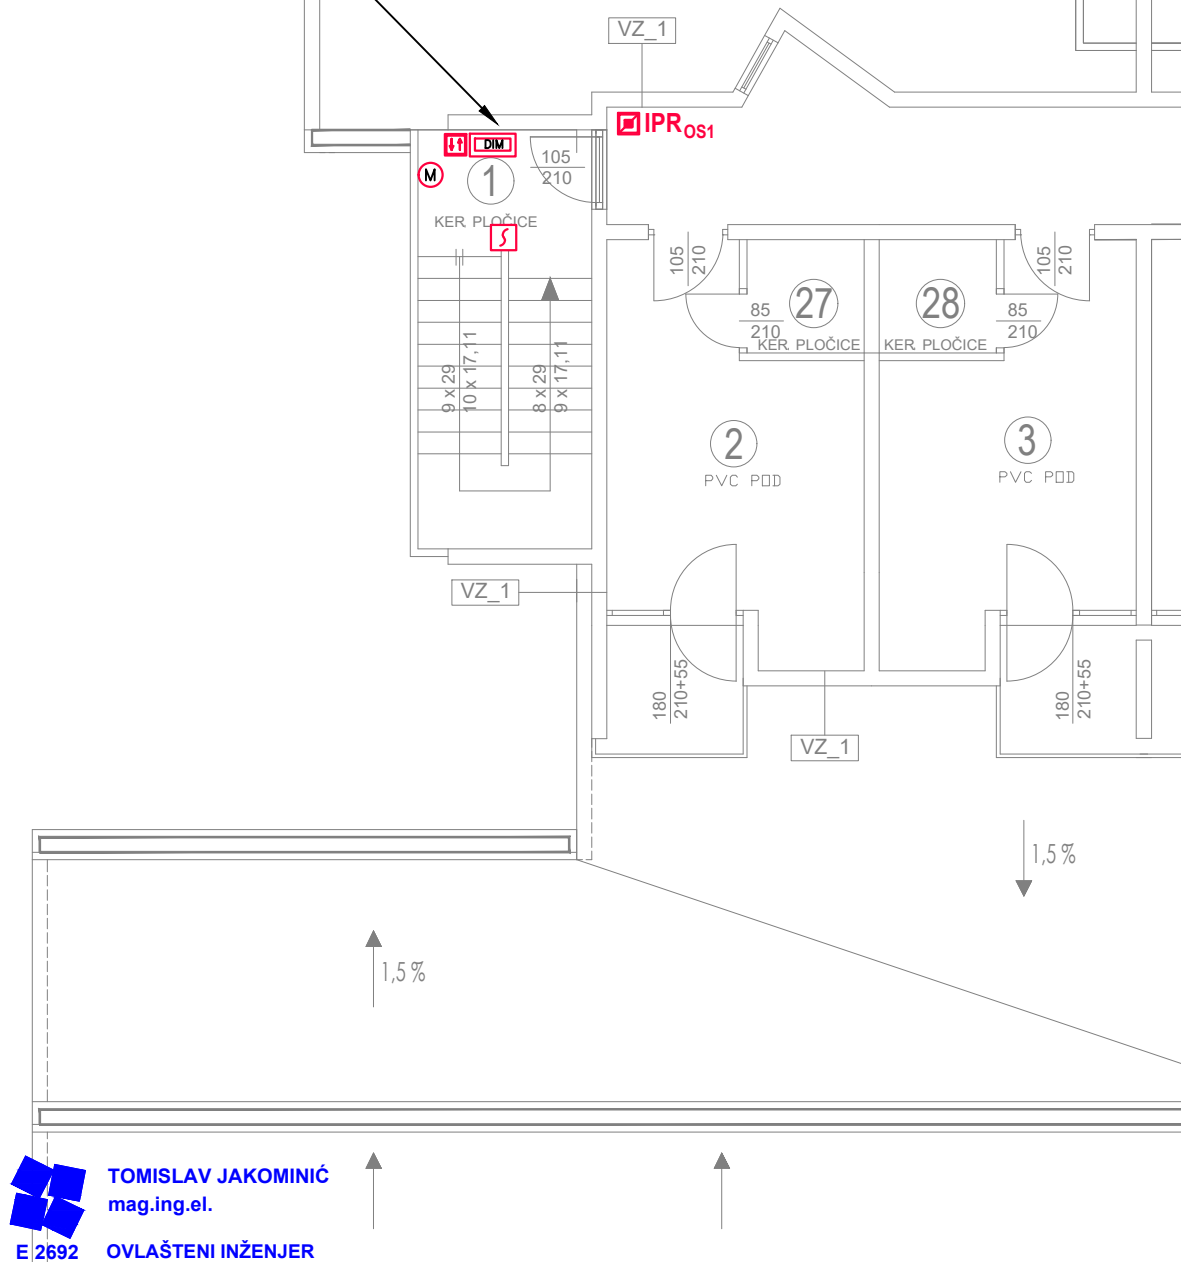 VZ_1
IPR OS1
DIM
M
1
105
210
KER. PLOČICE
105
210
105
210
27
28
85
210
85
210
KER. PLOČICE
KER. PLOČICE
9 x 29
10 x 17,11
8 x 29
9 x 17,11
2
PVC POD
3
PVC POD
VZ_1
180
210+55
180
210+55
VZ_1
1,5%
1,5%
TOMISLAV JAKOMINIĆ
mag.ing.el.
E 2692
OVLAŠTENI INŽENJER